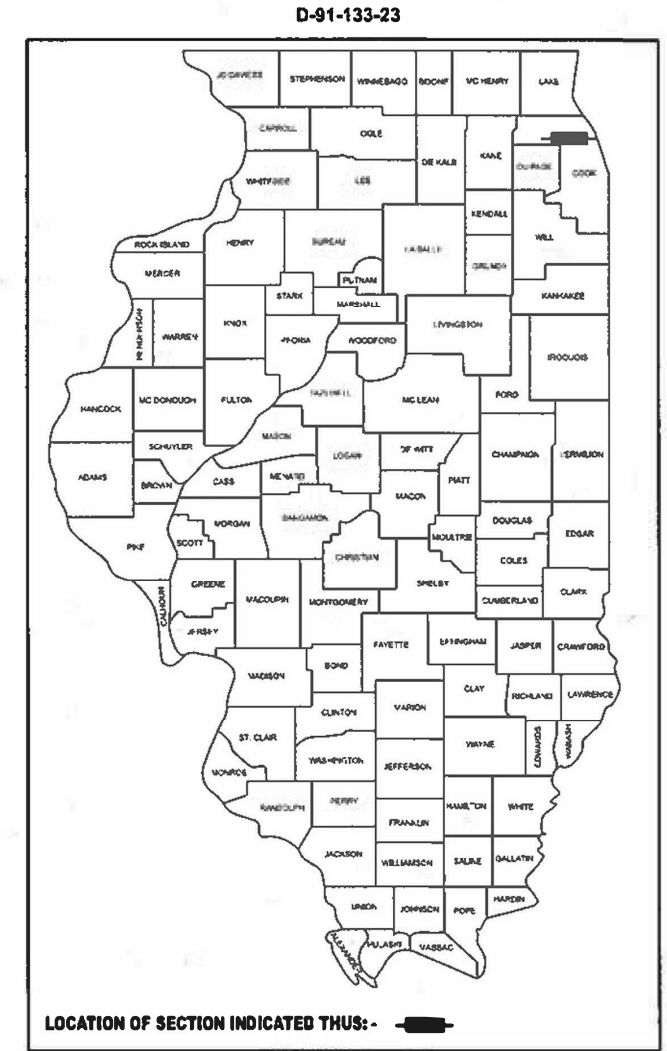 D-91-133-23
JO DAVIESS STEPHENSON WINNEBAGO BOONE MC HENRY LAKE
CARROLL OGLE DE KALB KANE DU PAGE COOK
WHITESIDE LEE KENDALL WILL
ROCK ISLAND HENRY BUREAU LA SALLE GRUNDY
MERCER STARK PUTNAM MARSHALL KANKAKEE
HENDERSON WARREN KNOX PEORIA WOODFORD LIVINGSTON IROQUOIS
HANCOCK MC DONOUGH FULTON TAZEWELL MC LEAN FORD
SCHUYLER MASON LOGAN DE WITT CHAMPAIGN VERMILION
ADAMS BROWN CASS MENARD MACON PIATT
PIKE SCOTT MORGAN SANGAMON CHRISTIAN MOULTRIE DOUGLAS EDGAR
COLES
CALHOUN GREENE MACOUPIN MONTGOMERY SHELBY CUMBERLAND CLARK
JERSEY FAYETTE EFFINGHAM JASPER CRAWFORD
MADISON BOND CLAY RICHLAND LAWRENCE
CLINTON MARION
ST. CLAIR WASHINGTON JEFFERSON WAYNE EDWARDS WABASH
MONROE RANDOLPH PERRY HAMILTON WHITE
FRANKLIN
JACKSON WILLIAMSON SALINE GALLATIN
UNION JOHNSON POPE HARDIN
ALEXANDER PULASKI MASSAC
LOCATION OF SECTION INDICATED THUS: -